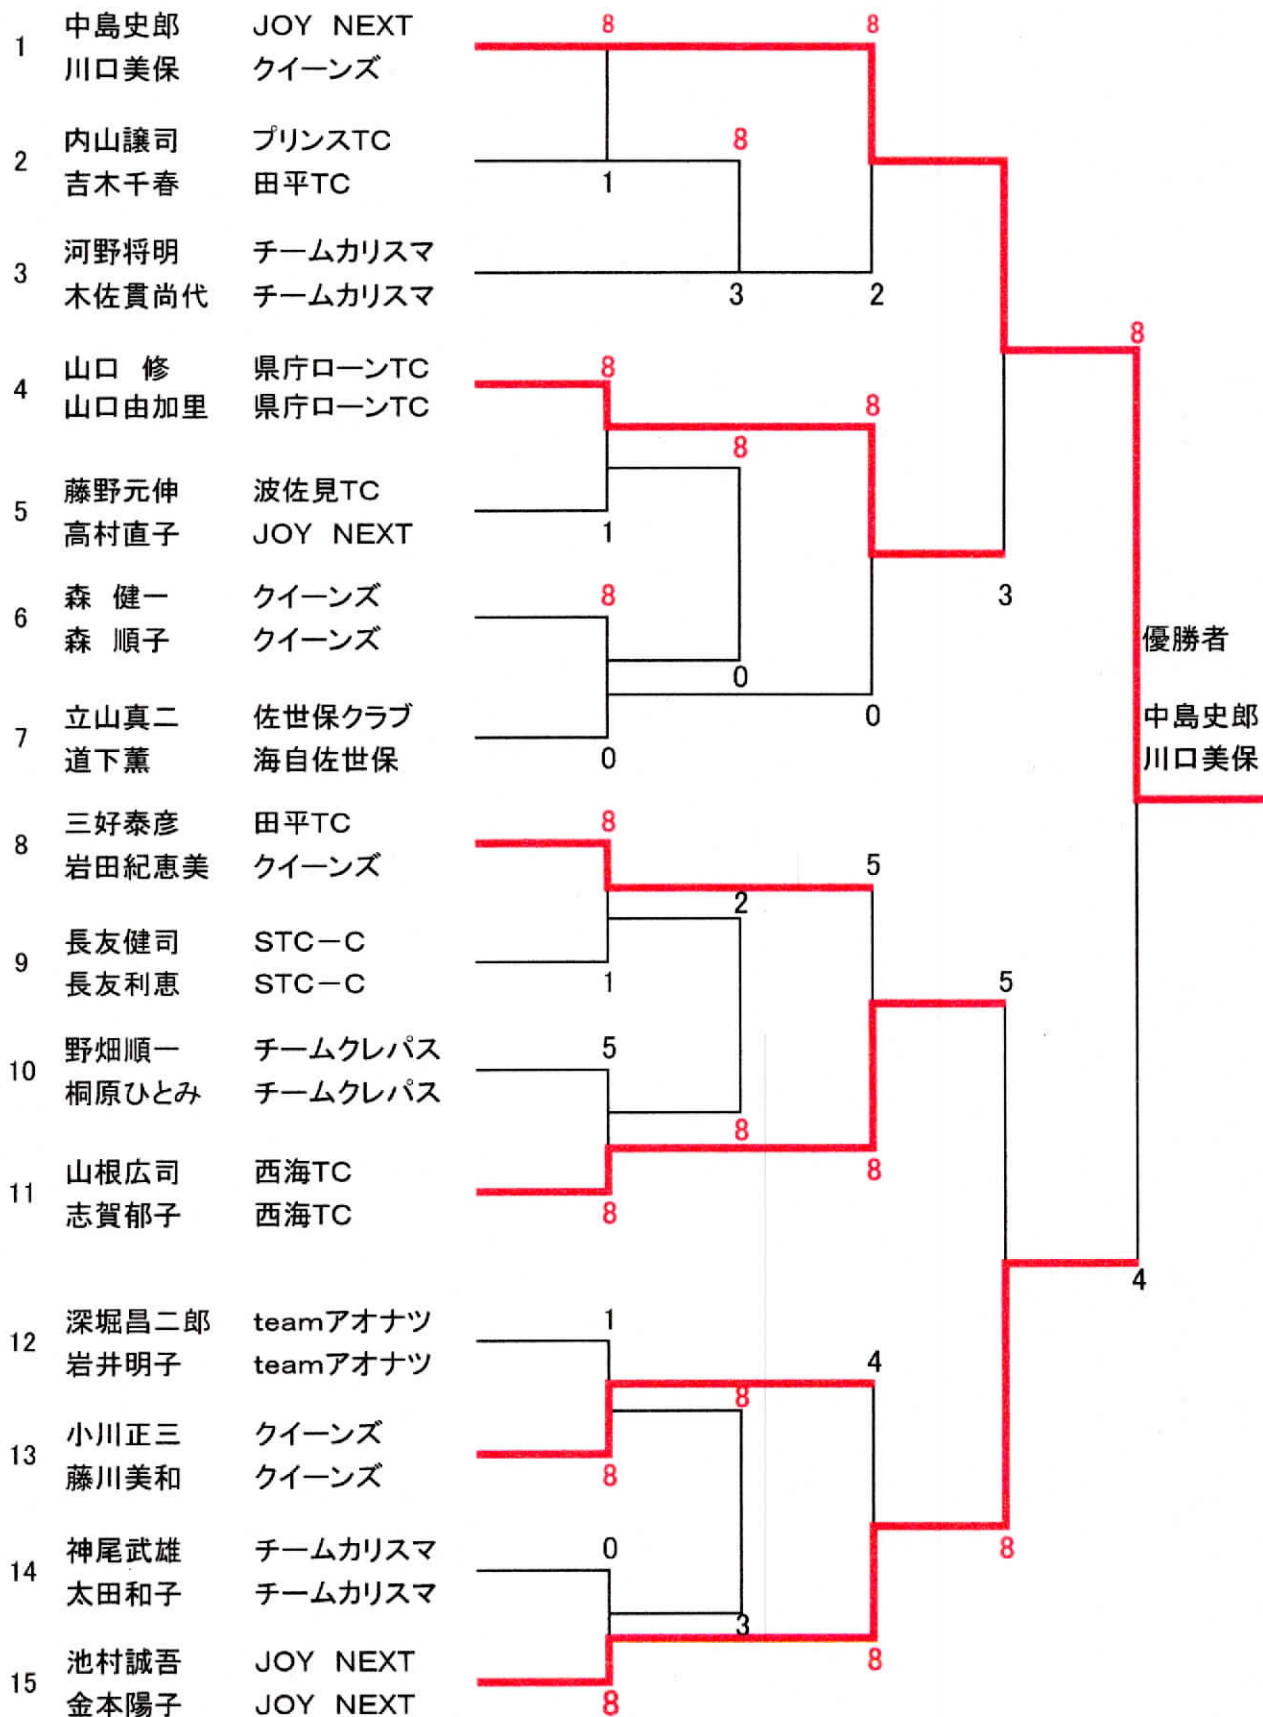 中島史郎 JOY NEXT 8 8
1
川口美保 クイーンズ
内山譲司 プリンスTC 8
2
吉木千春 田平TC 1
河野将明 チームカリスマ
3
木佐貫尚代 チームカリスマ 3 2
8
山口 修 県庁ローンTC 8
4
山口由加里 県庁ローンTC 8
8
藤野元伸 波佐見TC
5
高村直子 JOY NEXT 1
森 健一 クイーンズ 8 3
6
森 順子 クイーンズ 優勝者
0
立山真二 佐世保クラブ 0 中島史郎
7
道下薫 海自佐世保 0 川口美保
三好泰彦 田平TC 8
8
岩田紀恵美 クイーンズ 5
2
長友健司 STC－C
9
長友利恵 STC－C 1 5
野畑順一 チームクレパス 5
10
桐原ひとみ チームクレパス
8
山根広司 西海TC 8
11
志賀郁子 西海TC 8
4
深堀昌二郎 teamアオナツ 1
12
岩井明子 teamアオナツ 4
8
小川正三 クイーンズ
13
藤川美和 クイーンズ 8
神尾武雄 チームカリスマ 0 8
14
太田和子 チームカリスマ
3
池村誠吾 JOY NEXT 8
15
金本陽子 JOY NEXT 8